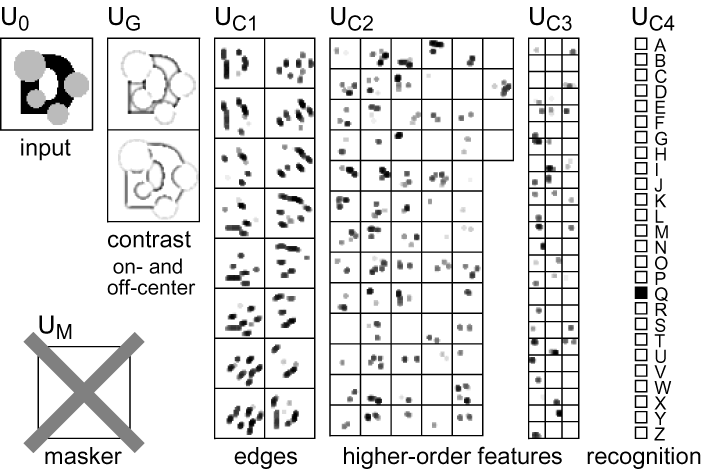 U0
UG
UC1
UC2
UC3
UC4
input
contrast
on- and
off-center
UM
masker
edges
higher-order features
recognition
A
B
C
D
E
F
G
H
I
J
K
L
M
N
O
P
Q
R
S
T
U
V
W
X
Y
Z